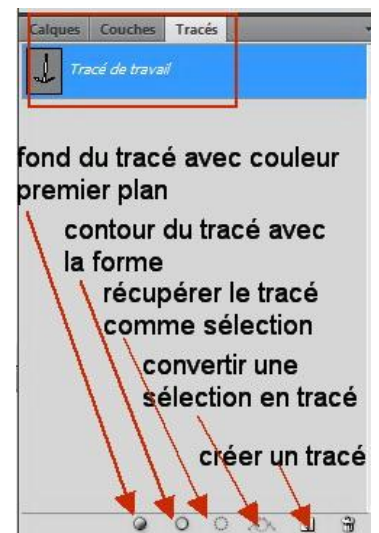 Calques Couches Tracés
Tracé de travail
fond du tracé avec couleur
premier plan
contour du tracé avec
la forme
récupérer le tracé
comme sélection
convertir une
sélection en tracé
créer un tracé